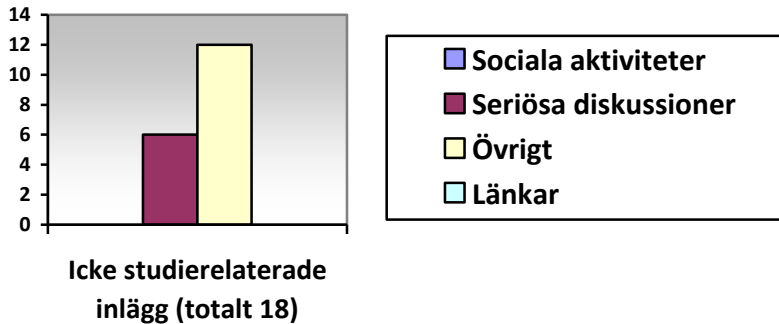 14
12
10
8
6
4
2
0
Icke studierelaterade
inlägg (totalt 18)
Sociala aktiviteter
Seriösa diskussioner
Övrigt
Länkar